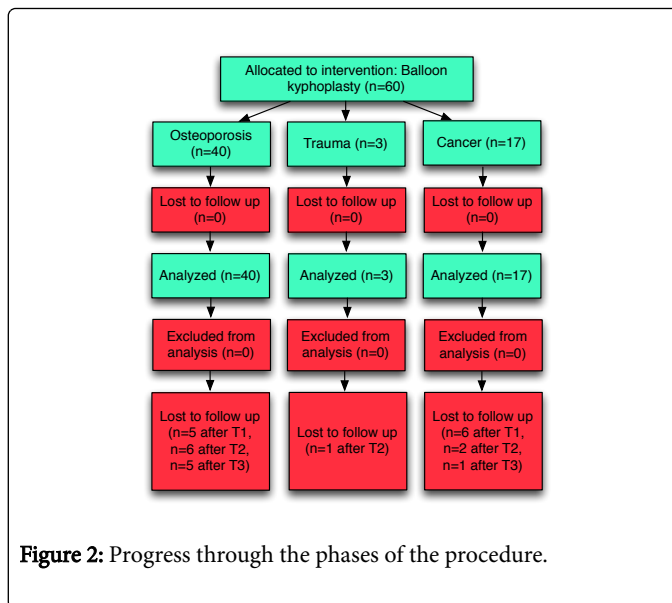 Allocated to intervention: Balloon
kyphoplasty (n=60)
Osteoporosis
(n=40)
Trauma (n=3)
Cancer (n=17)
Lost to follow up
(n=0)
Lost to follow up
(n=0)
Lost to follow up
(n=0)
Analyzed (n=40)
Analyzed (n=3)
Analyzed (n=17)
Excluded from
analysis (n=0)
Excluded from
analysis (n=0)
Excluded from
analysis (n=0)
Lost to follow up
(n=5 after T1,
n=6 after T2,
n=5 after T3)
Lost to follow up
(n=1 after T2)
Lost to follow up
(n=6 after T1,
n=2 after T2,
n=1 after T3)
Figure 2: Progress through the phases of the procedure.